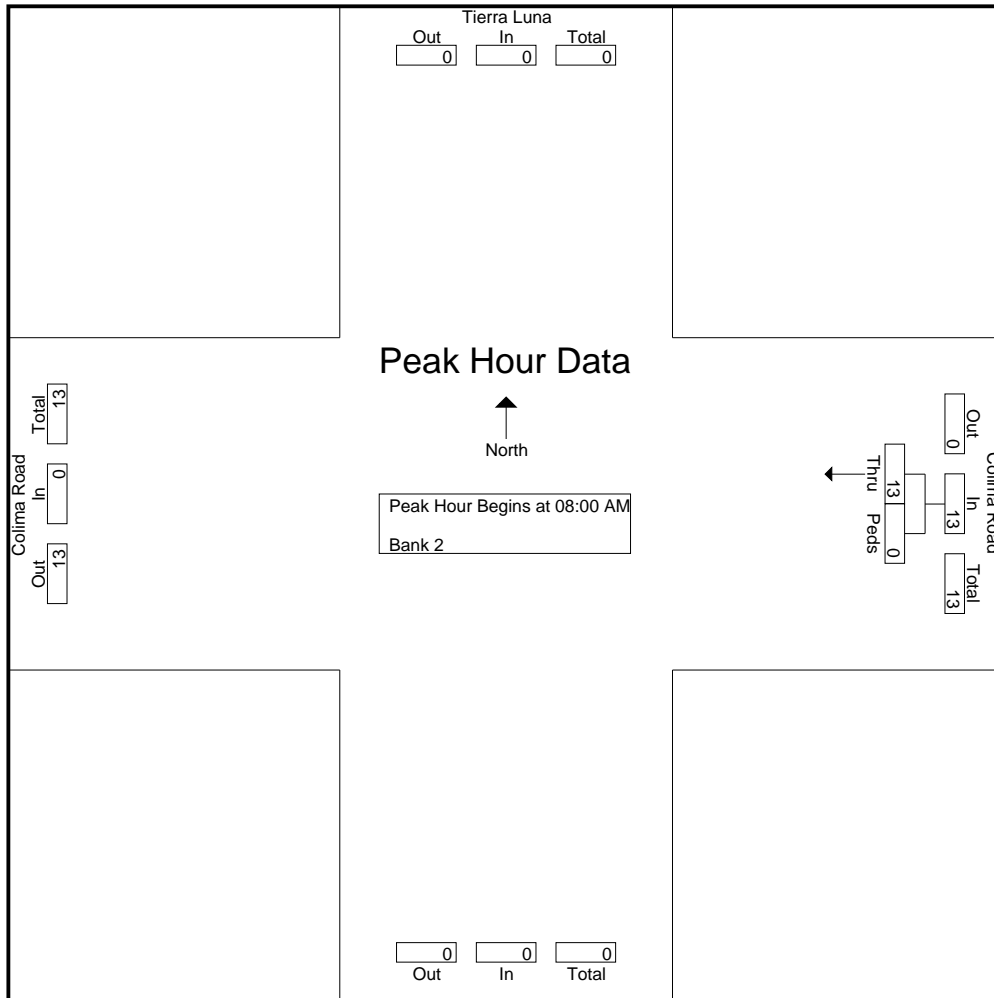 Tierra Luna
Out In Total
0 0 0
Peak Hour Data
North
Peak Hour Begins at 08:00 AM
Bank 2
Colima Road
Total In Out
13 0 13
Colima Road
Out In Total
0 13 13
Thru Peds
13 0
0 0 0
Out In Total